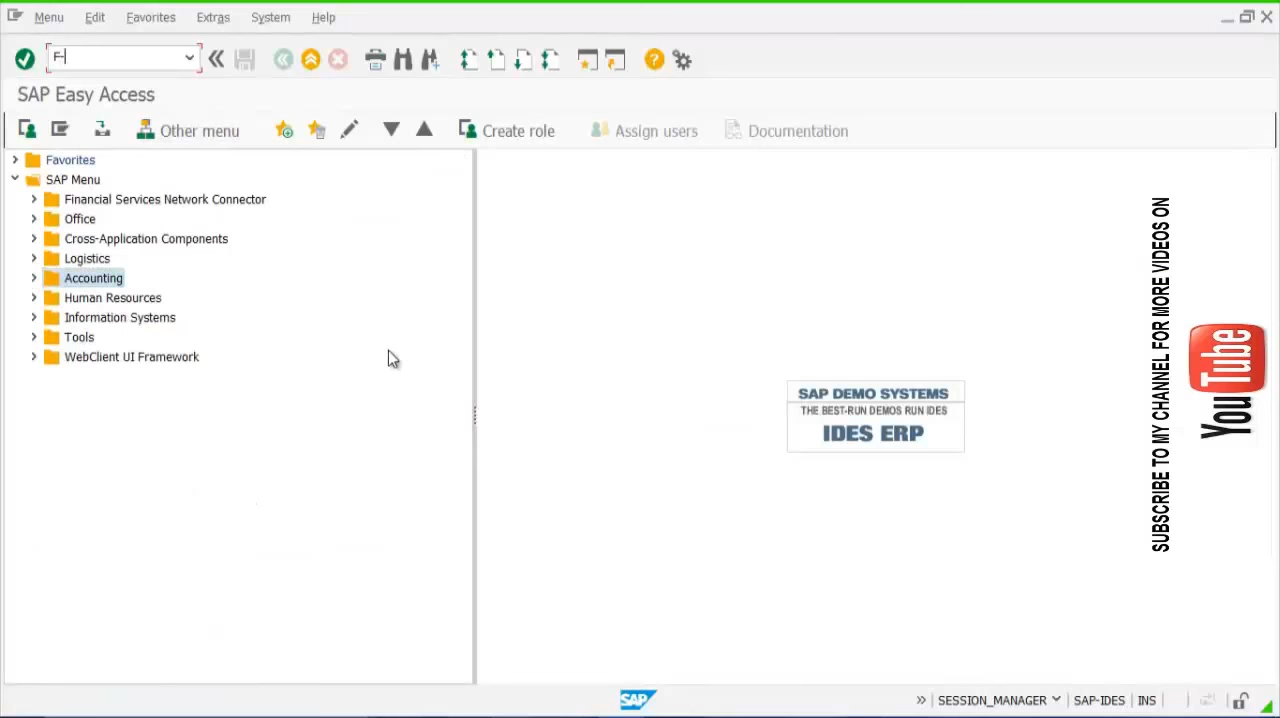 Menu Edit Favorites Extras System Help
F-
SAP Easy Access
Other menu Create role Assign users Documentation
Favorites
SAP Menu
Financial Services Network Connector
Office
Cross-Application Components
Logistics
Accounting
Human Resources
Information Systems
Tools
WebClient UI Framework
SAP DEMO SYSTEMS
THE BEST-RUN DEMOS RUN IDES
IDES ERP
SUBSCRIBE TO MY CHANNEL FOR MORE VIDEOS ON
YouTube
SAP
SESSION_MANAGER SAP-IDES INS